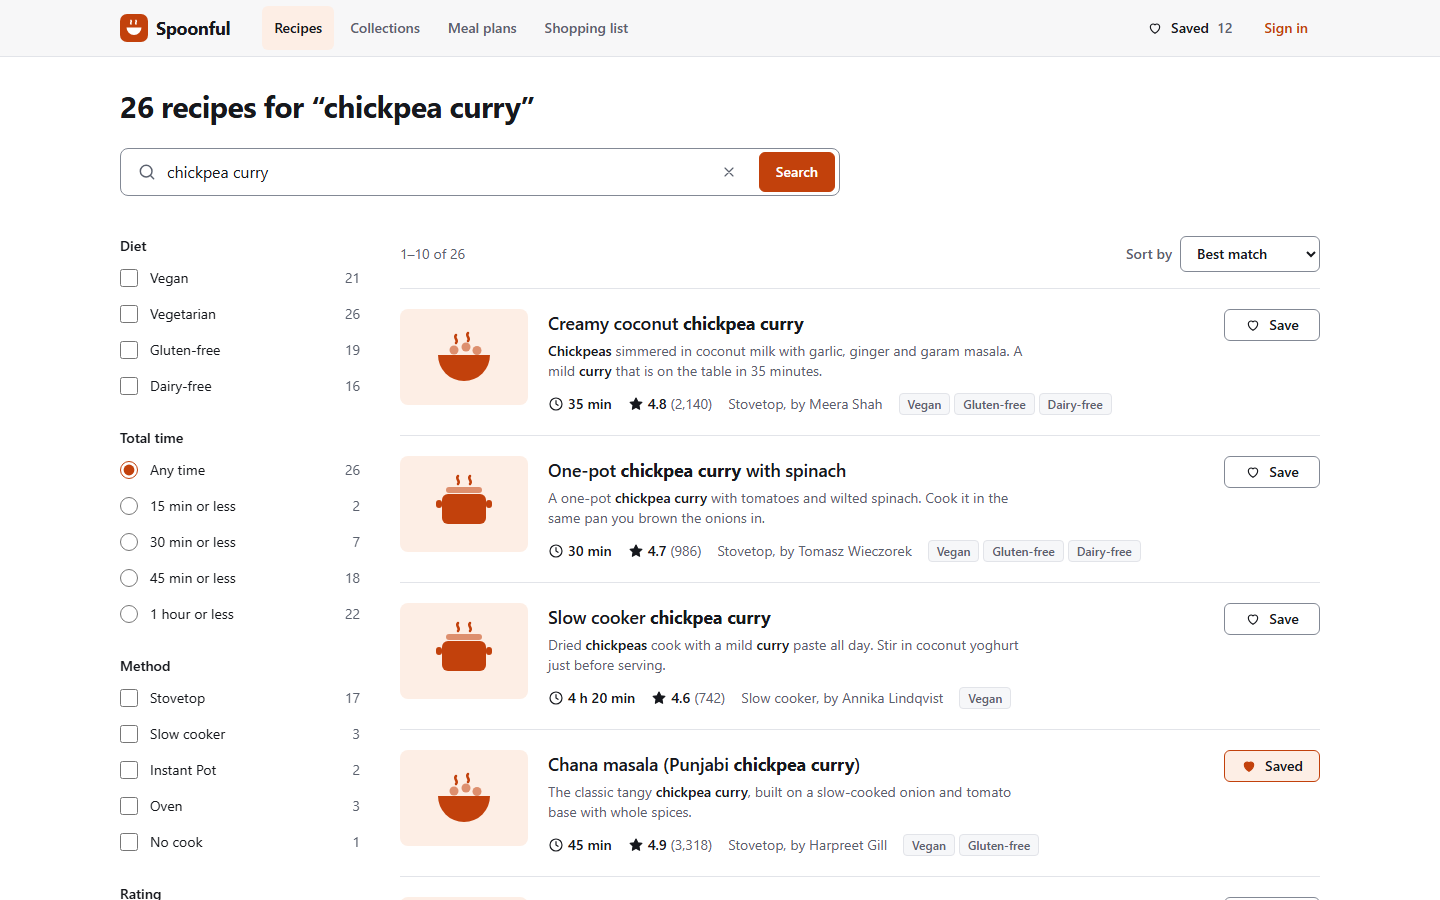 Spoonful
Recipes
Collections
Meal plans
Shopping list
Saved 12
Sign in
26 recipes for “chickpea curry”
chickpea curry
Search
Diet
Vegan 21
Vegetarian 26
Gluten-free 19
Dairy-free 16
Total time
Any time 26
15 min or less 2
30 min or less 7
45 min or less 18
1 hour or less 22
Method
Stovetop 17
Slow cooker 3
Instant Pot 2
Oven 3
No cook 1
Rating
1–10 of 26
Sort by Best match
Creamy coconut chickpea curry
Chickpeas simmered in coconut milk with garlic, ginger and garam masala. A
mild curry that is on the table in 35 minutes.
35 min 4.8 (2,140) Stovetop, by Meera Shah Vegan Gluten-free Dairy-free
Save
One-pot chickpea curry with spinach
A one-pot chickpea curry with tomatoes and wilted spinach. Cook it in the
same pan you brown the onions in.
30 min 4.7 (986) Stovetop, by Tomasz Wieczorek Vegan Gluten-free Dairy-free
Save
Slow cooker chickpea curry
Dried chickpeas cook with a mild curry paste all day. Stir in coconut yoghurt
just before serving.
4 h 20 min 4.6 (742) Slow cooker, by Annika Lindqvist Vegan
Save
Chana masala (Punjabi chickpea curry)
The classic tangy chickpea curry, built on a slow-cooked onion and tomato
base with whole spices.
45 min 4.9 (3,318) Stovetop, by Harpreet Gill Vegan Gluten-free
Saved